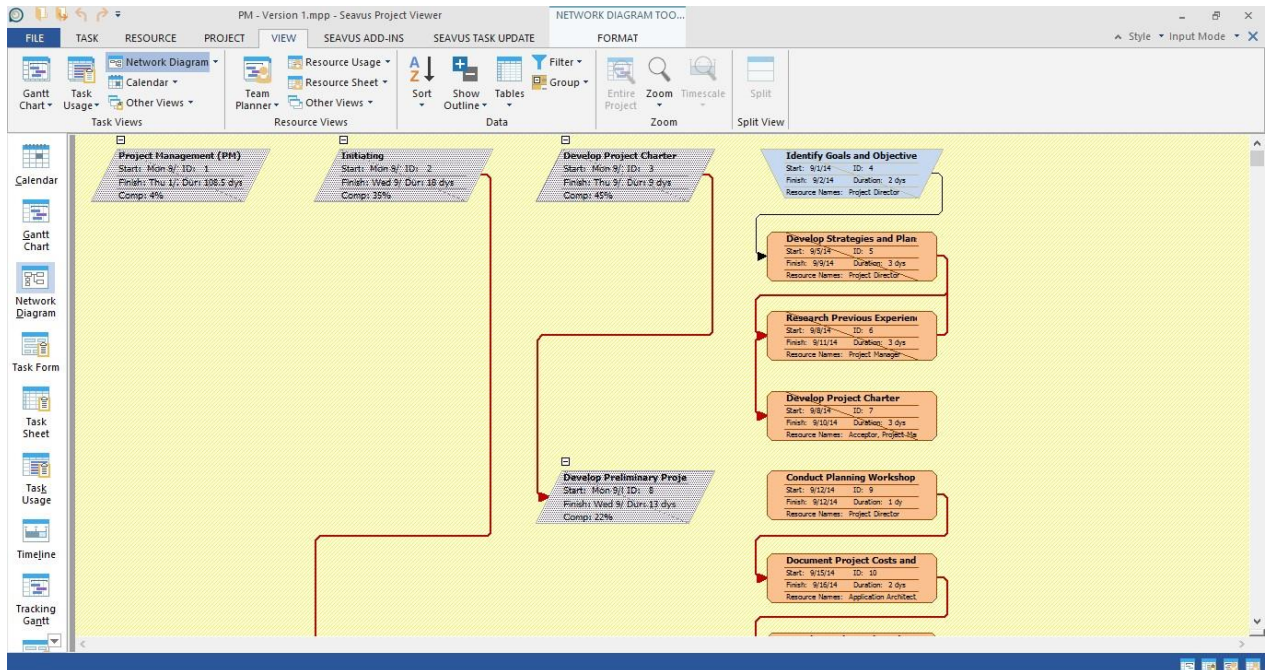 PM - Version 1.mpp - Seavus Project Viewer
NETWORK DIAGRAM TOO...
FILE TASK RESOURCE PROJECT VIEW SEAVUS ADD-INS SEAVUS TASK UPDATE FORMAT
Style Input Mode
Gantt
Chart
Task
Usage
Network Diagram
Calendar
Other Views
Task Views
Team
Planner
Resource Usage
Resource Sheet
Other Views
Resource Views
Sort
Show
Outline
Tables
Filter
Group
Data
Entire
Project
Zoom
Timescale
Zoom
Split
Split View
Calendar
Gantt
Chart
Network
Diagram
Task Form
Task
Sheet
Task
Usage
Timeline
Tracking
Gantt
Project Management (PM)
Start: Mon 9/ ID: 1
Finish: Thu 1/ Dur: 108.5 dys
Comp: 4%
Initiating
Start: Mon 9/ ID: 2
Finish: Wed 9/ Dur: 18 dys
Comp: 35%
Develop Project Charter
Start: Mon 9/ ID: 3
Finish: Thu 9/ Dur: 9 dys
Comp: 45%
Identify Goals and Objective
Start: 9/1/14 ID: 4
Finish: 9/2/14 Duration: 2 dys
Resource Names: Project Director
Develop Strategies and Plan
Start: 9/5/14 ID: 5
Finish: 9/9/14 Duration: 3 dys
Resource Names: Project Director
Research Previous Experien
Start: 9/8/14 ID: 6
Finish: 9/11/14 Duration: 3 dys
Resource Names: Project Manager
Develop Project Charter
Start: 9/8/14 ID: 7
Finish: 9/10/14 Duration: 3 dys
Resource Names: Acceptor, Project Ma
Develop Preliminary Proje
Start: Mon 9/ ID: 8
Finish: Wed 9/ Dur: 13 dys
Comp: 22%
Conduct Planning Workshop
Start: 9/12/14 ID: 9
Finish: 9/12/14 Duration: 1 dy
Resource Names: Project Director
Document Project Costs and
Start: 9/15/14 ID: 10
Finish: 9/16/14 Duration: 2 dys
Resource Names: Application Architect